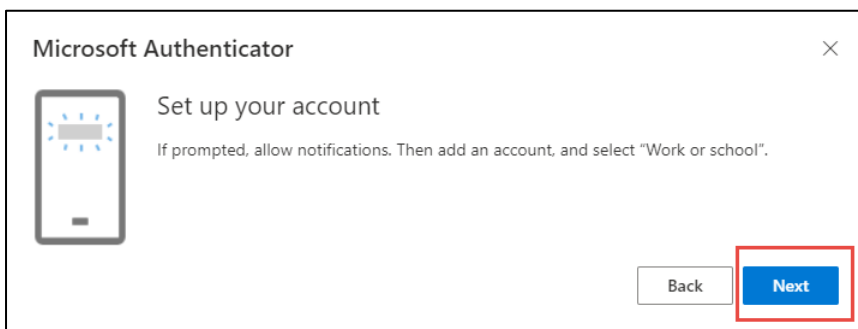 Microsoft Authenticator
Set up your account
If prompted, allow notifications. Then add an account, and select “Work or school”.
Back
Next